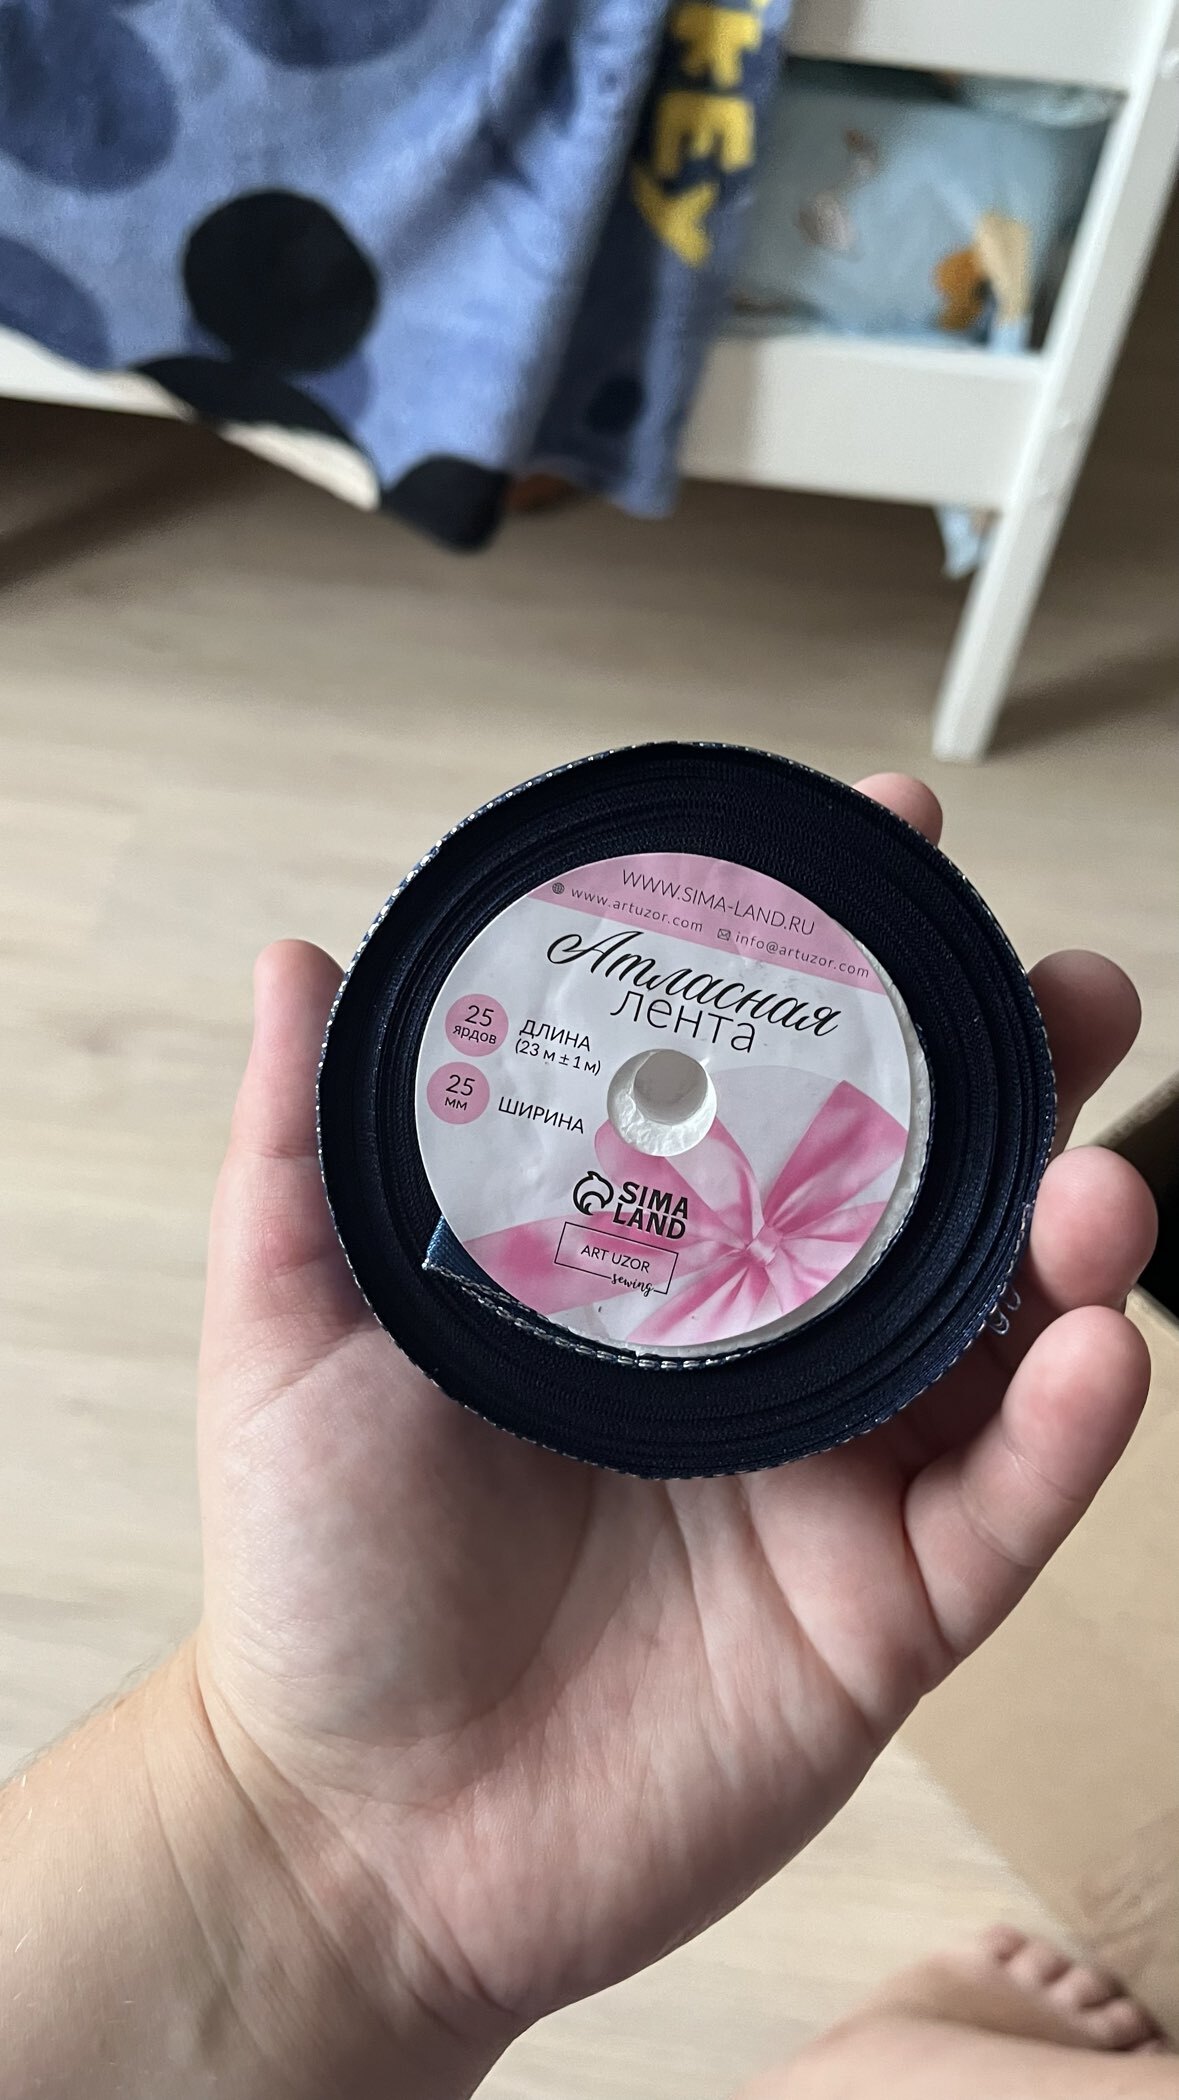 WWW.SIMA-LAND.RU
www.artuzor.com info@artuzor.com
Атласная
лента
25
ярдов
ДЛИНА
(23 м ± 1 м)
25
мм
ШИРИНА
SIMA
LAND
ART UZOR
sewing